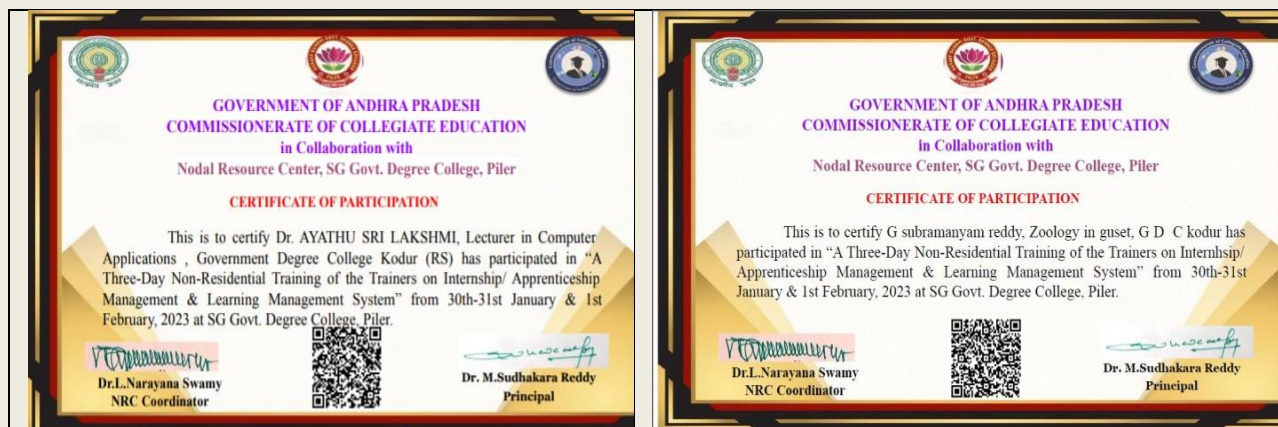 GOVERNMENT OF ANDHRA PRADESH
COMMISSIONERATE OF COLLEGIATE EDUCATION
in Collaboration with
Nodal Resource Center, SG Govt. Degree College, Piler
CERTIFICATE OF PARTICIPATION
This is to certify Dr. AYATHU SRI LAKSHMI, Lecturer in Computer
Applications , Government Degree College Kodur (RS) has participated in “A
Three-Day Non-Residential Training of the Trainers on Internship/ Apprenticeship
Management & Learning Management System” from 30th-31st January & 1st
February, 2023 at SG Govt. Degree College, Piler.
Dr.L.Narayana Swamy
NRC Coordinator
Dr. M.Sudhakara Reddy
Principal
GOVERNMENT OF ANDHRA PRADESH
COMMISSIONERATE OF COLLEGIATE EDUCATION
in Collaboration with
Nodal Resource Center, SG Govt. Degree College, Piler
CERTIFICATE OF PARTICIPATION
This is to certify G subramanyam reddy, Zoology in guset, G D C kodur has
participated in “A Three-Day Non-Residential Training of the Trainers on Internhsip/
Apprenticeship Management & Learning Management System” from 30th-31st
January & 1st February, 2023 at SG Govt. Degree College, Piler.
Dr.L.Narayana Swamy
NRC Coordinator
Dr. M.Sudhakara Reddy
Principal